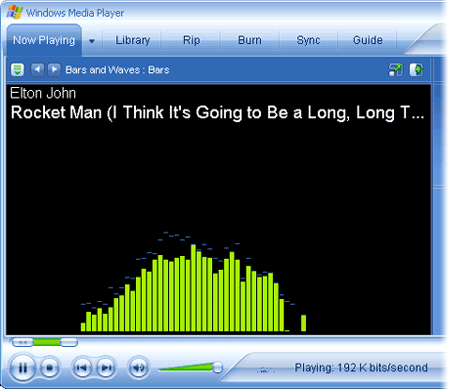 Windows Media Player
Now Playing Library Rip Burn Sync Guide
Bars and Waves : Bars
Elton John
Rocket Man (I Think It's Going to Be a Long, Long T...
Playing: 192 K bits/second